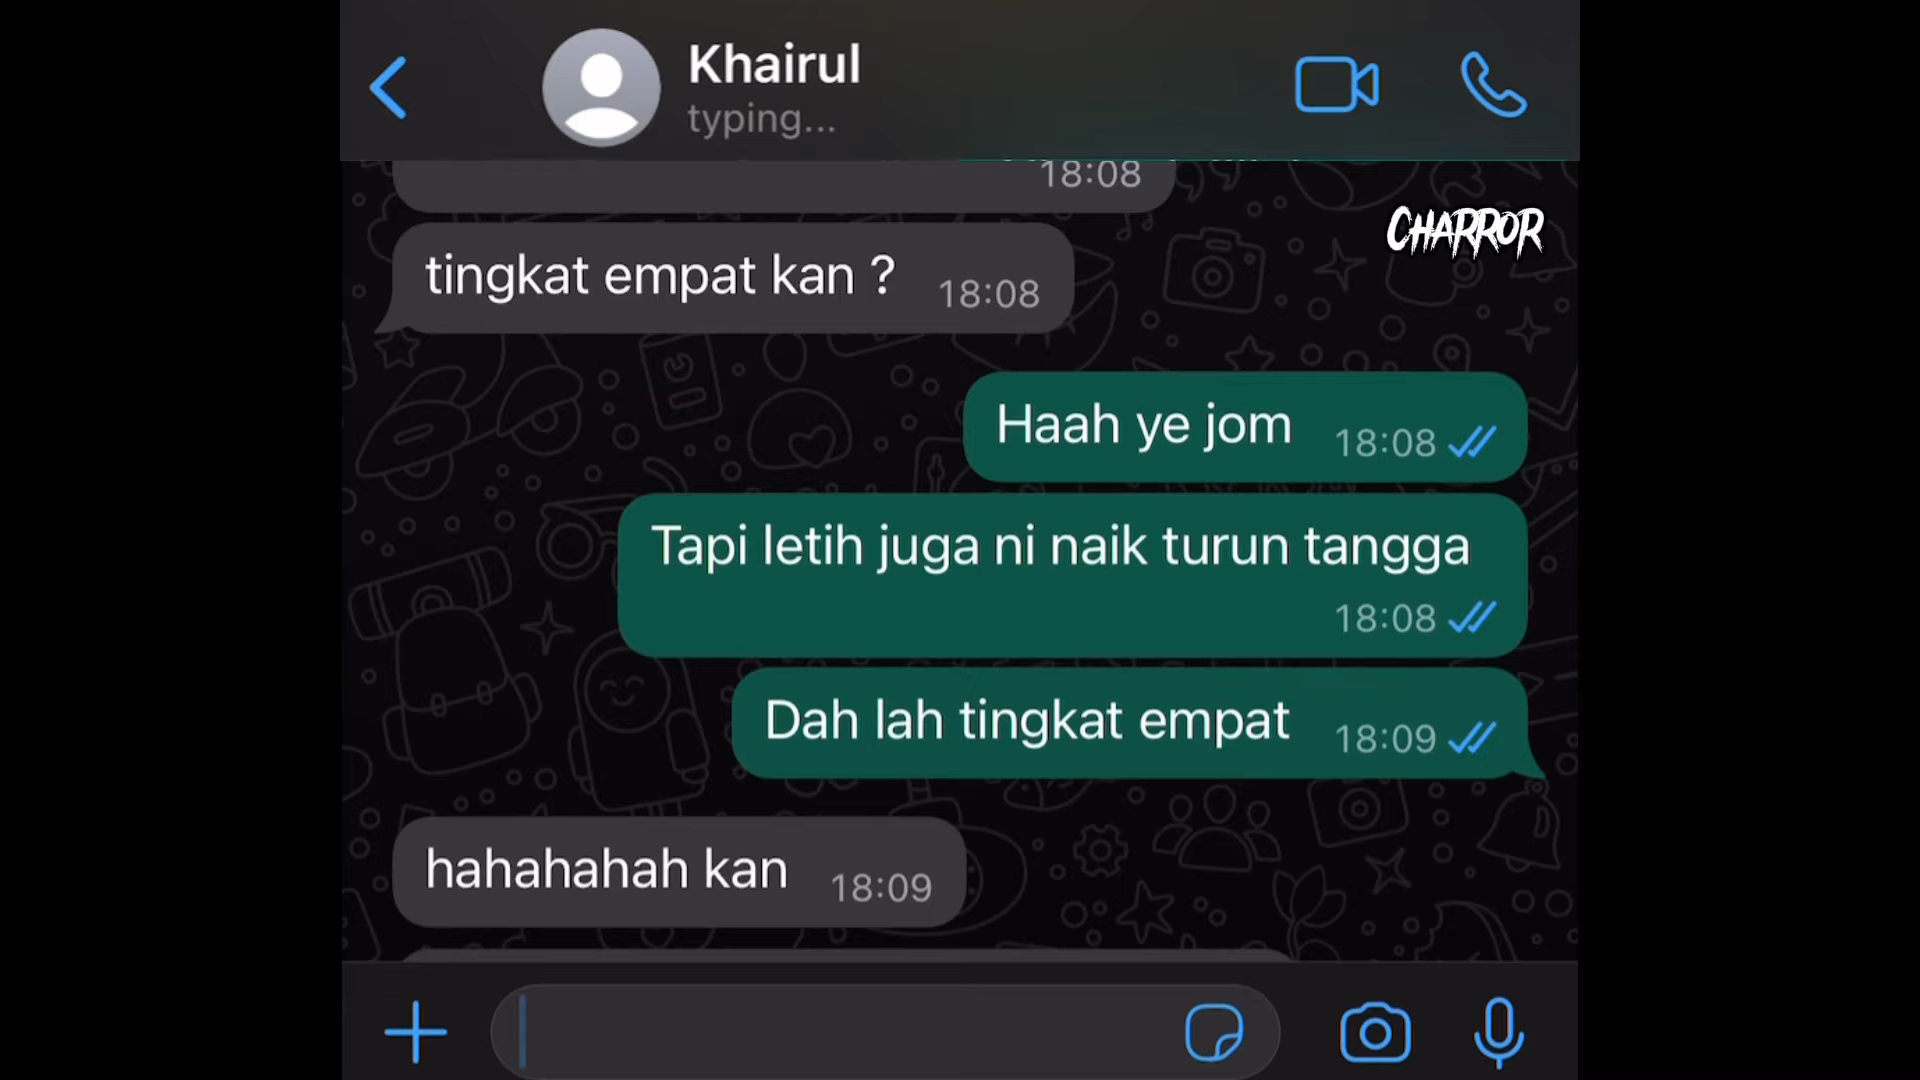 Khairul
typing...
18:08
CHARROR
tingkat empat kan ? 18:08
Haah ye jom 18:08
Tapi letih juga ni naik turun tangga
18:08
Dah lah tingkat empat 18:09
hahahahah kan 18:09